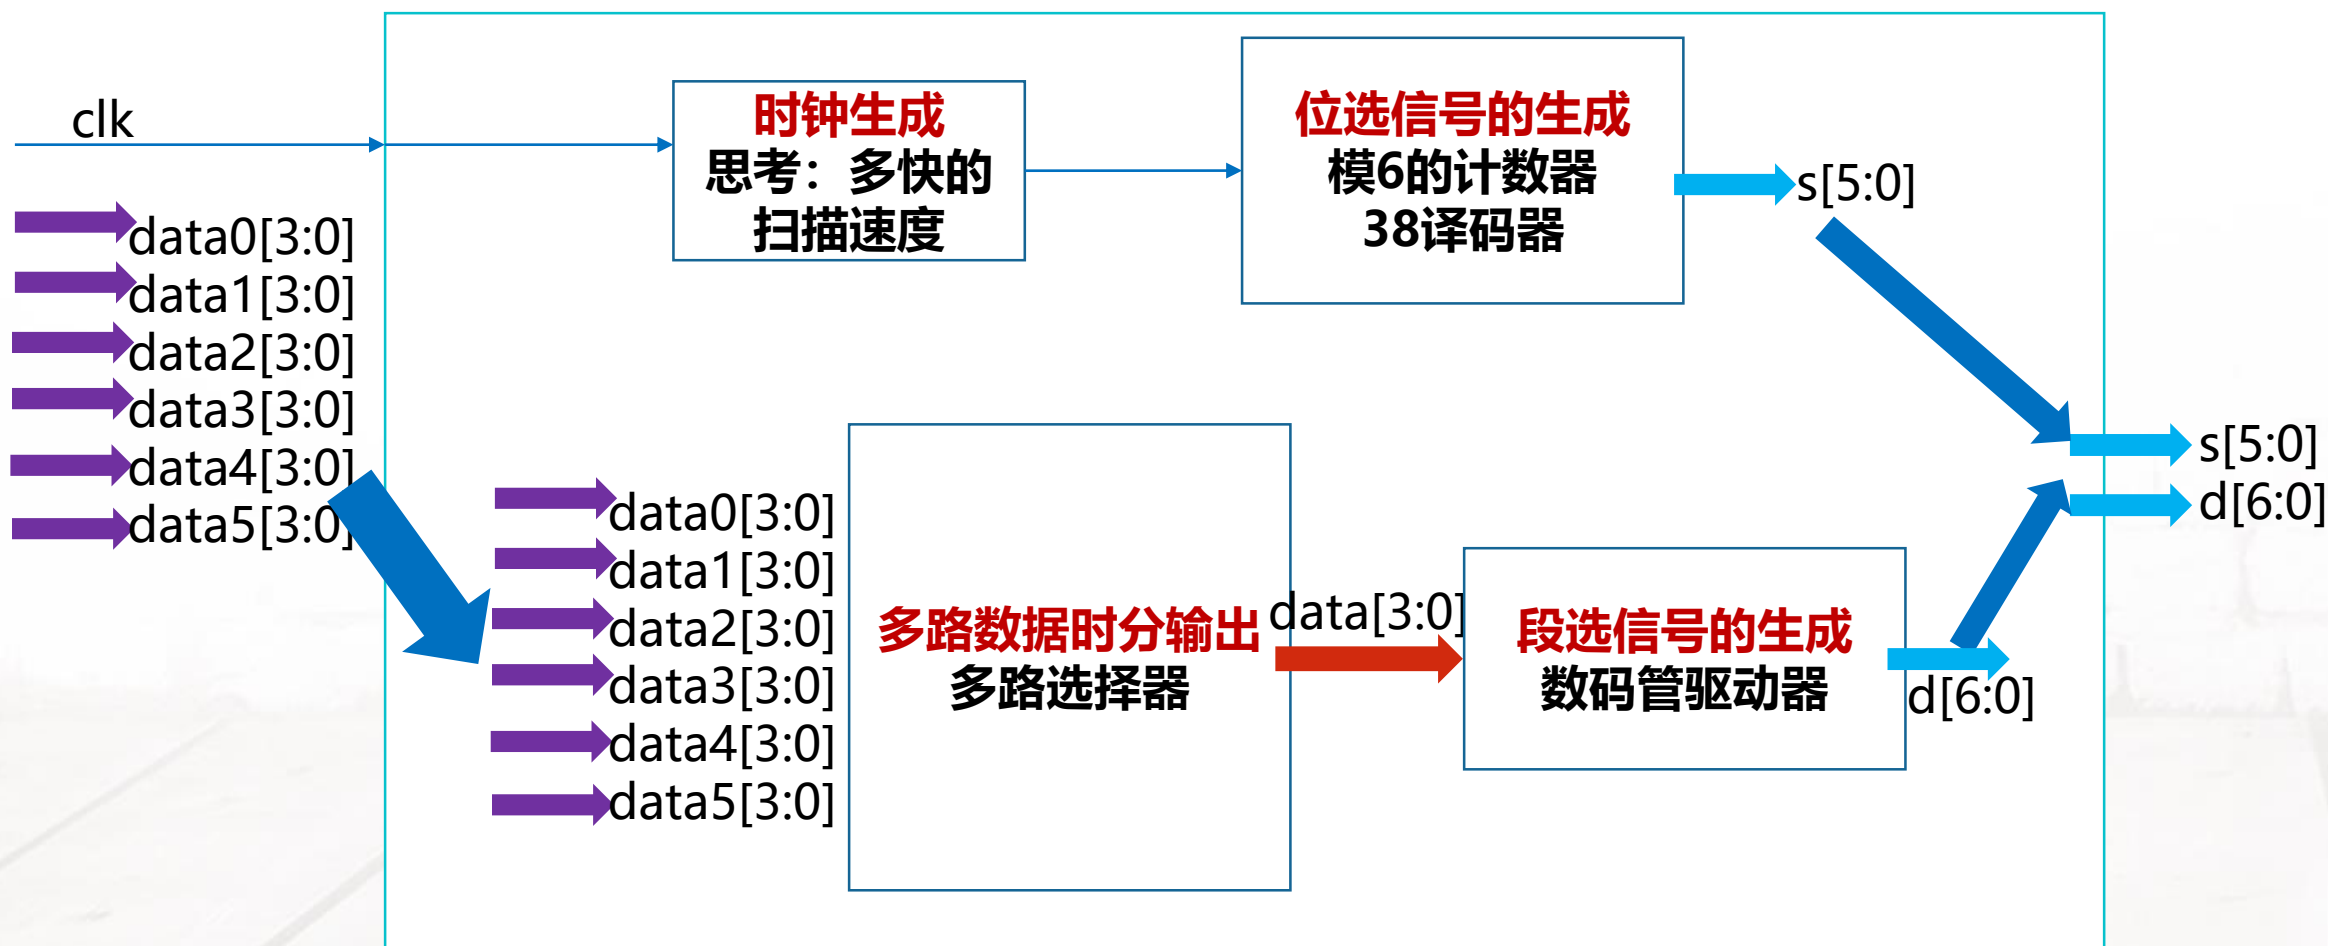 clk
时钟生成
思考：多快的
扫描速度
位选信号的生成
模6的计数器
38译码器
s[5:0]
data0[3:0]
data1[3:0]
data2[3:0]
data3[3:0]
data4[3:0]
data5[3:0]
data0[3:0]
data1[3:0]
data2[3:0]
data3[3:0]
data4[3:0]
data5[3:0]
多路数据时分输出
多路选择器
data[3:0]
段选信号的生成
数码管驱动器
d[6:0]
s[5:0]
d[6:0]